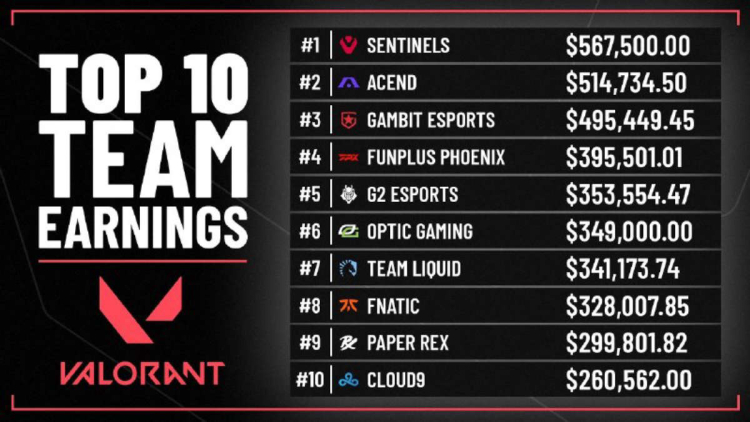 TOP 10
TEAM
EARNINGS
VALORANT
#1 SENTINELS $567,500.00
#2 ACEND $514,734.50
#3 GAMBIT ESPORTS $495,449.45
#4 FUNPLUS PHOENIX $395,501.01
#5 G2 ESPORTS $353,554.47
#6 OPTIC GAMING $349,000.00
#7 TEAM LIQUID $341,173.74
#8 FNATIC $328,007.85
#9 PAPER REX $299,801.82
#10 CLOUD9 $260,562.00